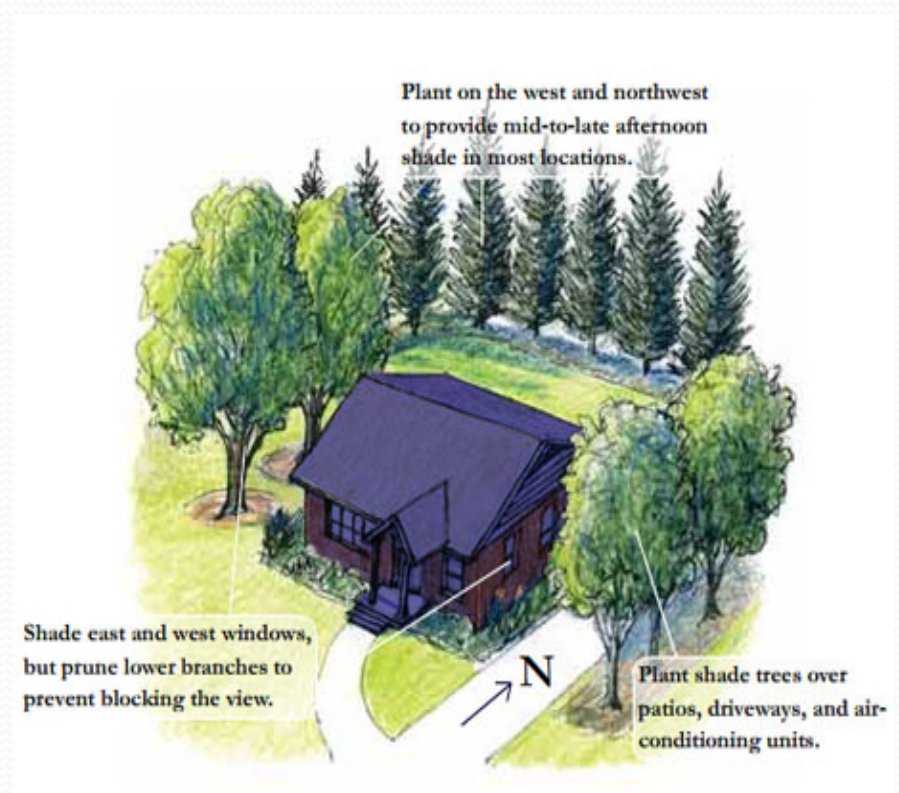 Plant on the west and northwest
to provide mid-to-late afternoon
shade in most locations.
Shade east and west windows,
but prune lower branches to
prevent blocking the view.
N
Plant shade trees over
patios, driveways, and air-
conditioning units.